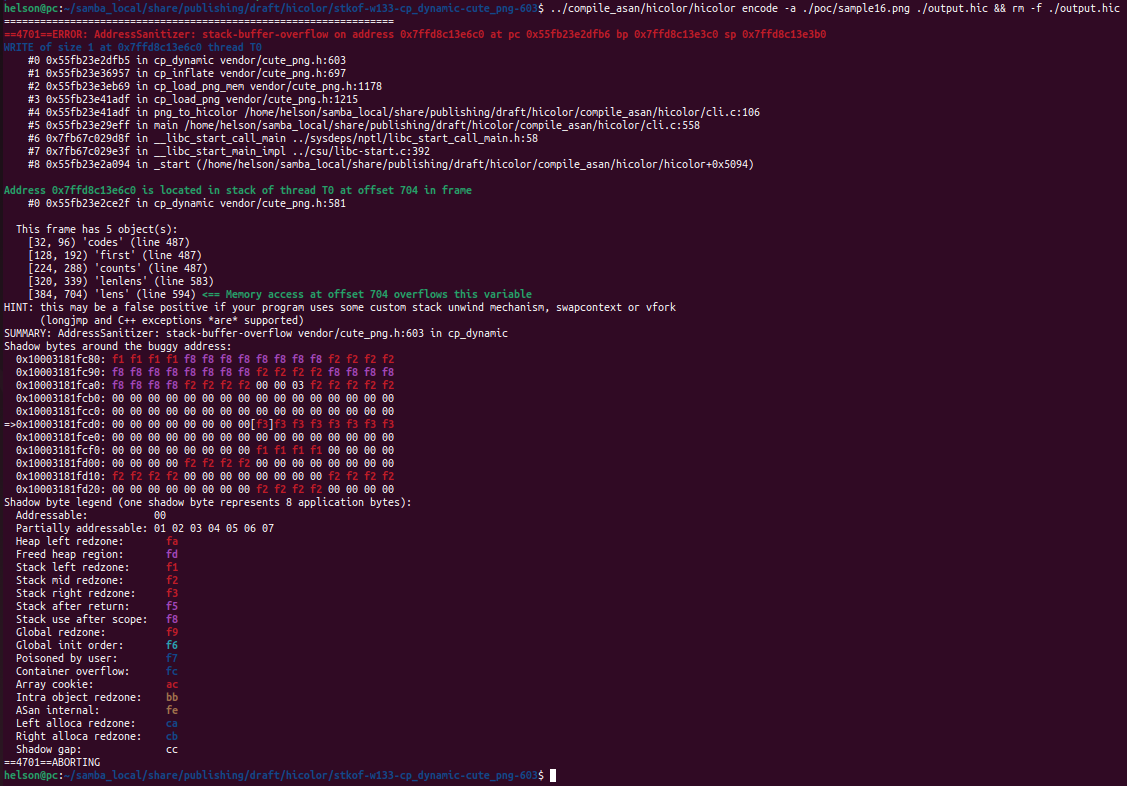 helson@pc:~/samba_local/share/publishing/draft/hicolor/stkof-w133-cp_dynamic-cute_png-603$ ../compile_asan/hicolor/hicolor encode -a ./poc/sample16.png ./output.hic && rm -f ./output.hic
=================================================================
==4701==ERROR: AddressSanitizer: stack-buffer-overflow on address 0x7ffd8c13e6c0 at pc 0x55fb23e2dfb6 bp 0x7ffd8c13e3c0 sp 0x7ffd8c13e3b0
WRITE of size 1 at 0x7ffd8c13e6c0 thread T0
    #0 0x55fb23e2dfb5 in cp_dynamic vendor/cute_png.h:603
    #1 0x55fb23e36957 in cp_inflate vendor/cute_png.h:697
    #2 0x55fb23e3eb69 in cp_load_png_mem vendor/cute_png.h:1178
    #3 0x55fb23e41adf in cp_load_png vendor/cute_png.h:1215
    #4 0x55fb23e41adf in png_to_hicolor /home/helson/samba_local/share/publishing/draft/hicolor/compile_asan/hicolor/cli.c:106
    #5 0x55fb23e29eff in main /home/helson/samba_local/share/publishing/draft/hicolor/compile_asan/hicolor/cli.c:558
    #6 0x7fb67c029d8f in __libc_start_call_main ../sysdeps/nptl/libc_start_call_main.h:58
    #7 0x7fb67c029e3f in __libc_start_main_impl ../csu/libc-start.c:392
    #8 0x55fb23e2a094 in _start (/home/helson/samba_local/share/publishing/draft/hicolor/compile_asan/hicolor/hicolor+0x5094)

Address 0x7ffd8c13e6c0 is located in stack of thread T0 at offset 704 in frame
    #0 0x55fb23e2ce2f in cp_dynamic vendor/cute_png.h:581

  This frame has 5 object(s):
    [32, 96) 'codes' (line 487)
    [128, 192) 'first' (line 487)
    [224, 288) 'counts' (line 487)
    [320, 339) 'lenlens' (line 583)
    [384, 704) 'lens' (line 594) <== Memory access at offset 704 overflows this variable
HINT: this may be a false positive if your program uses some custom stack unwind mechanism, swapcontext or vfork
      (longjmp and C++ exceptions *are* supported)
SUMMARY: AddressSanitizer: stack-buffer-overflow vendor/cute_png.h:603 in cp_dynamic
Shadow bytes around the buggy address:
  0x10003181fc80: f1 f1 f1 f1 f8 f8 f8 f8 f8 f8 f8 f8 f2 f2 f2 f2
  0x10003181fc90: f8 f8 f8 f8 f8 f8 f8 f8 f2 f2 f2 f2 f8 f8 f8 f8
  0x10003181fca0: f8 f8 f8 f8 f2 f2 f2 f2 00 00 03 f2 f2 f2 f2 f2
  0x10003181fcb0: 00 00 00 00 00 00 00 00 00 00 00 00 00 00 00 00
  0x10003181fcc0: 00 00 00 00 00 00 00 00 00 00 00 00 00 00 00 00
=>0x10003181fcd0: 00 00 00 00 00 00 00 00[f3]f3 f3 f3 f3 f3 f3 f3
  0x10003181fce0: 00 00 00 00 00 00 00 00 00 00 00 00 00 00 00 00
  0x10003181fcf0: 00 00 00 00 00 00 00 00 f1 f1 f1 f1 00 00 00 00
  0x10003181fd00: 00 00 00 00 f2 f2 f2 f2 00 00 00 00 00 00 00 00
  0x10003181fd10: f2 f2 f2 f2 00 00 00 00 00 00 00 00 f2 f2 f2 f2
  0x10003181fd20: 00 00 00 00 00 00 00 00 f2 f2 f2 f2 00 00 00 00
Shadow byte legend (one shadow byte represents 8 application bytes):
  Addressable:           00
  Partially addressable: 01 02 03 04 05 06 07
  Heap left redzone:       fa
  Freed heap region:       fd
  Stack left redzone:      f1
  Stack mid redzone:       f2
  Stack right redzone:     f3
  Stack after return:      f5
  Stack use after scope:   f8
  Global redzone:          f9
  Global init order:       f6
  Poisoned by user:        f7
  Container overflow:      fc
  Array cookie:            ac
  Intra object redzone:    bb
  ASan internal:           fe
  Left alloca redzone:     ca
  Right alloca redzone:    cb
  Shadow gap:              cc
==4701==ABORTING
helson@pc:~/samba_local/share/publishing/draft/hicolor/stkof-w133-cp_dynamic-cute_png-603$